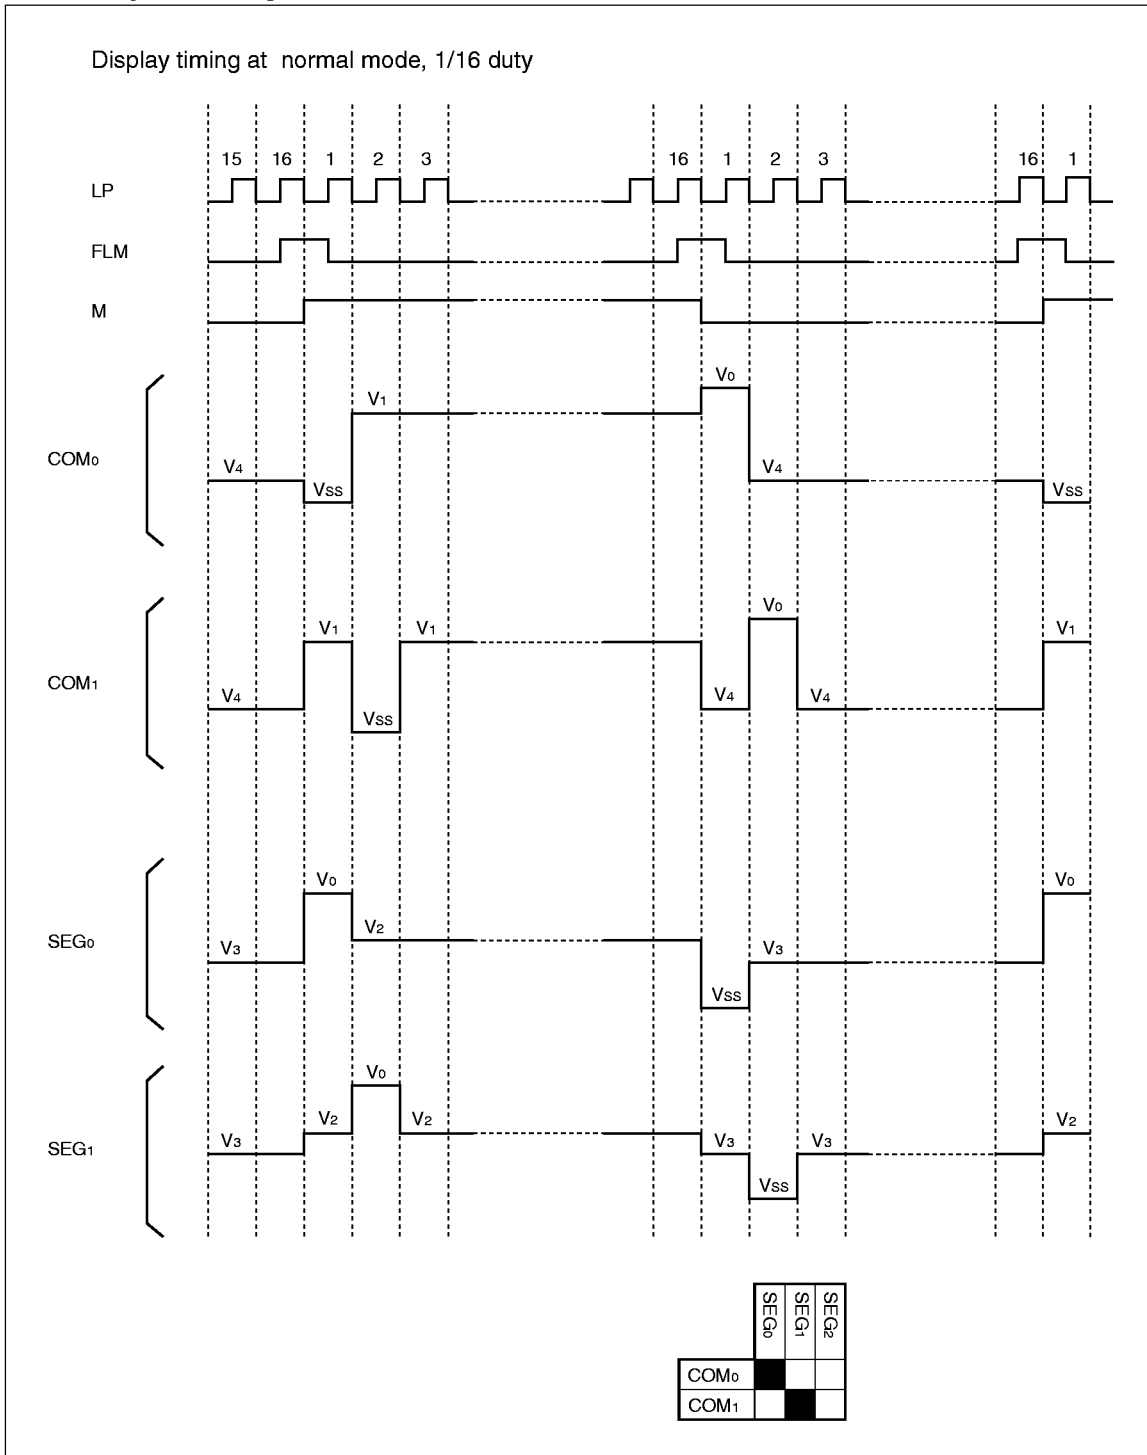 Display timing at normal mode, 1/16 duty
15 16 1 2 3 16 1 2 3 16 1
LP
FLM
M
V0
V1
COM0 V4 V4
VSS VSS
V0
V1 V1 V1
COM1 V4 V4 V4
VSS
V0 V0
V2
SEG0 V3 V3
VSS
V0
V2 V2 V2
SEG1 V3 V3 V3
VSS
SEG0 SEG1 SEG2
COM0
COM1